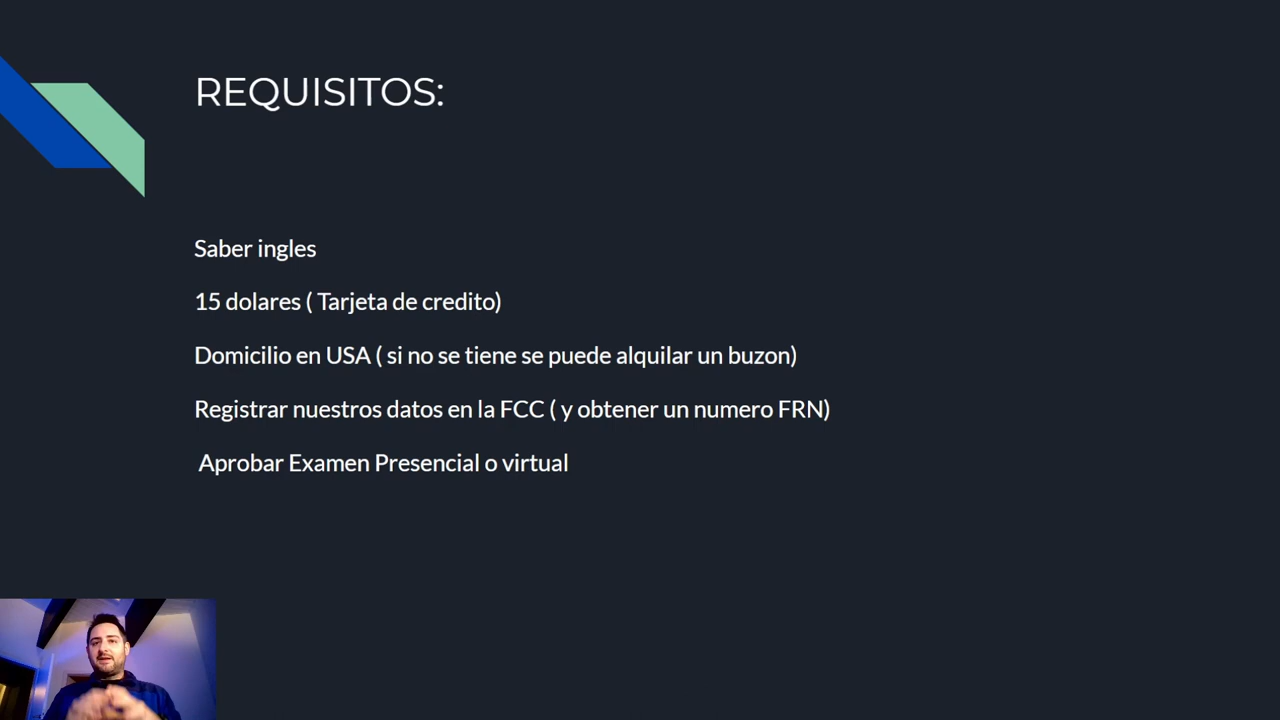 REQUISITOS:
Saber ingles
15 dolares ( Tarjeta de credito)
Domicilio en USA ( si no se tiene se puede alquilar un buzon)
Registrar nuestros datos en la FCC ( y obtener un numero FRN)
Aprobar Examen Presencial o virtual